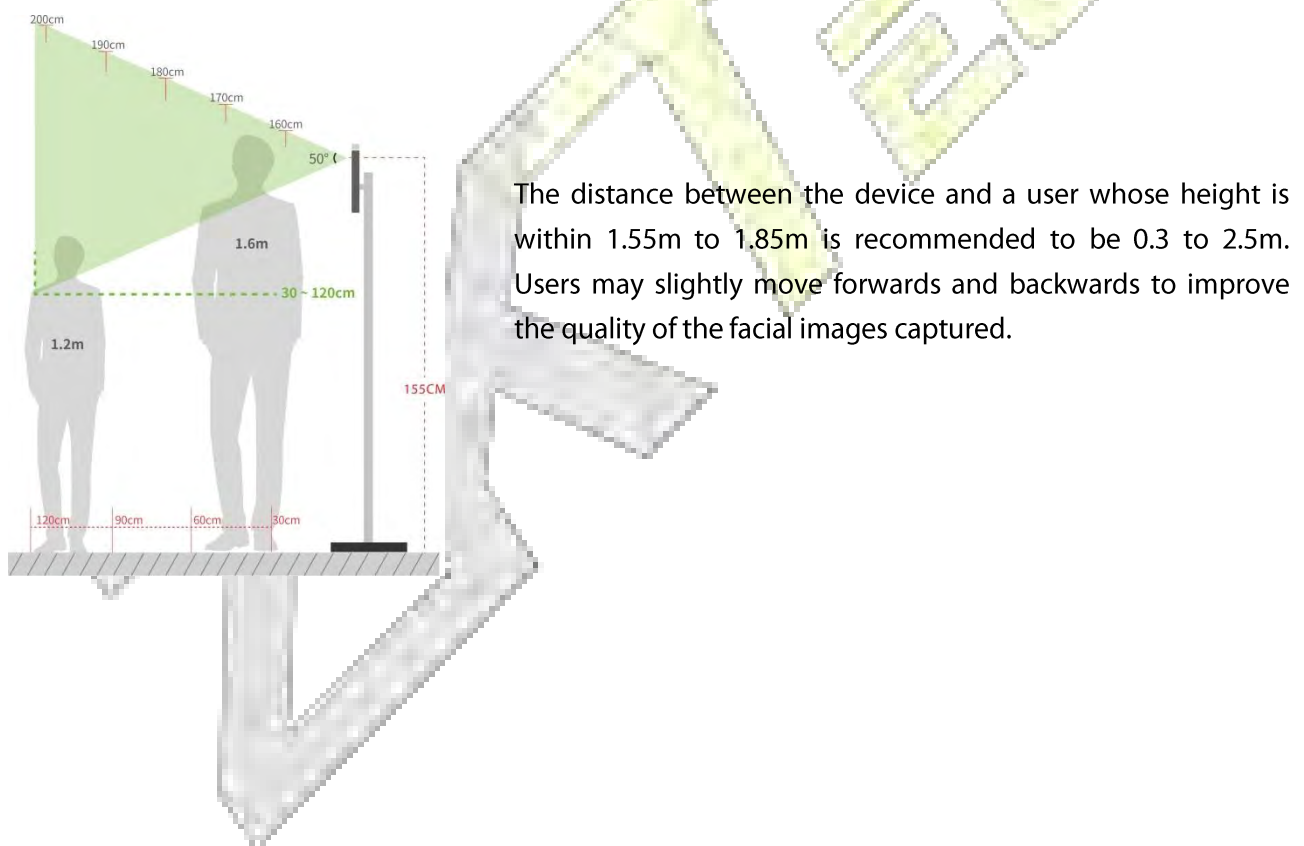 200cm
190cm
180cm
170cm
160cm
50°
1.6m
30 ~ 120cm
1.2m
155CM
120cm
90cm
60cm
30cm
The distance between the device and a user whose height is
within 1.55m to 1.85m is recommended to be 0.3 to 2.5m.
Users may slightly move forwards and backwards to improve
the quality of the facial images captured.